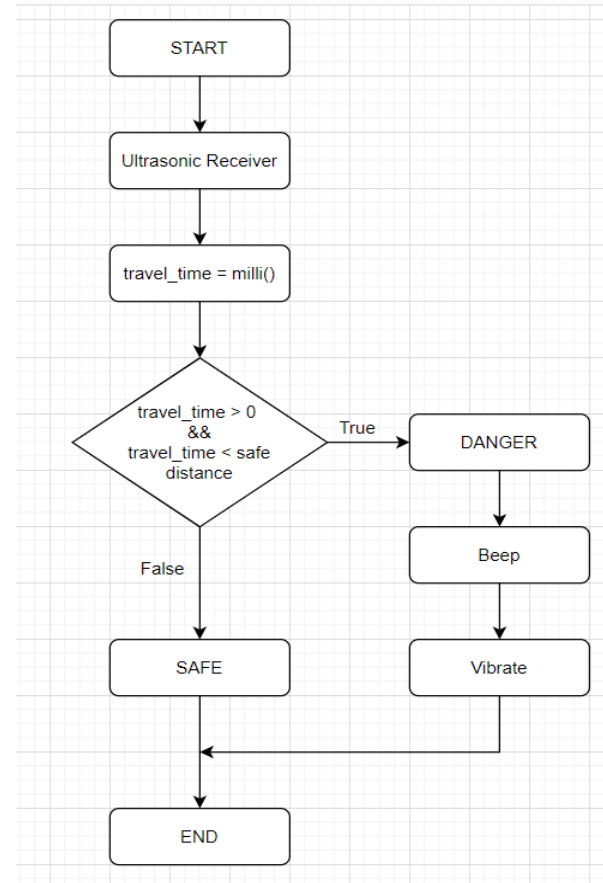 START
Ultrasonic Receiver
travel_time = milli()
travel_time > 0
&&
travel_time < safe
distance
True
DANGER
Beep
False
SAFE
Vibrate
END